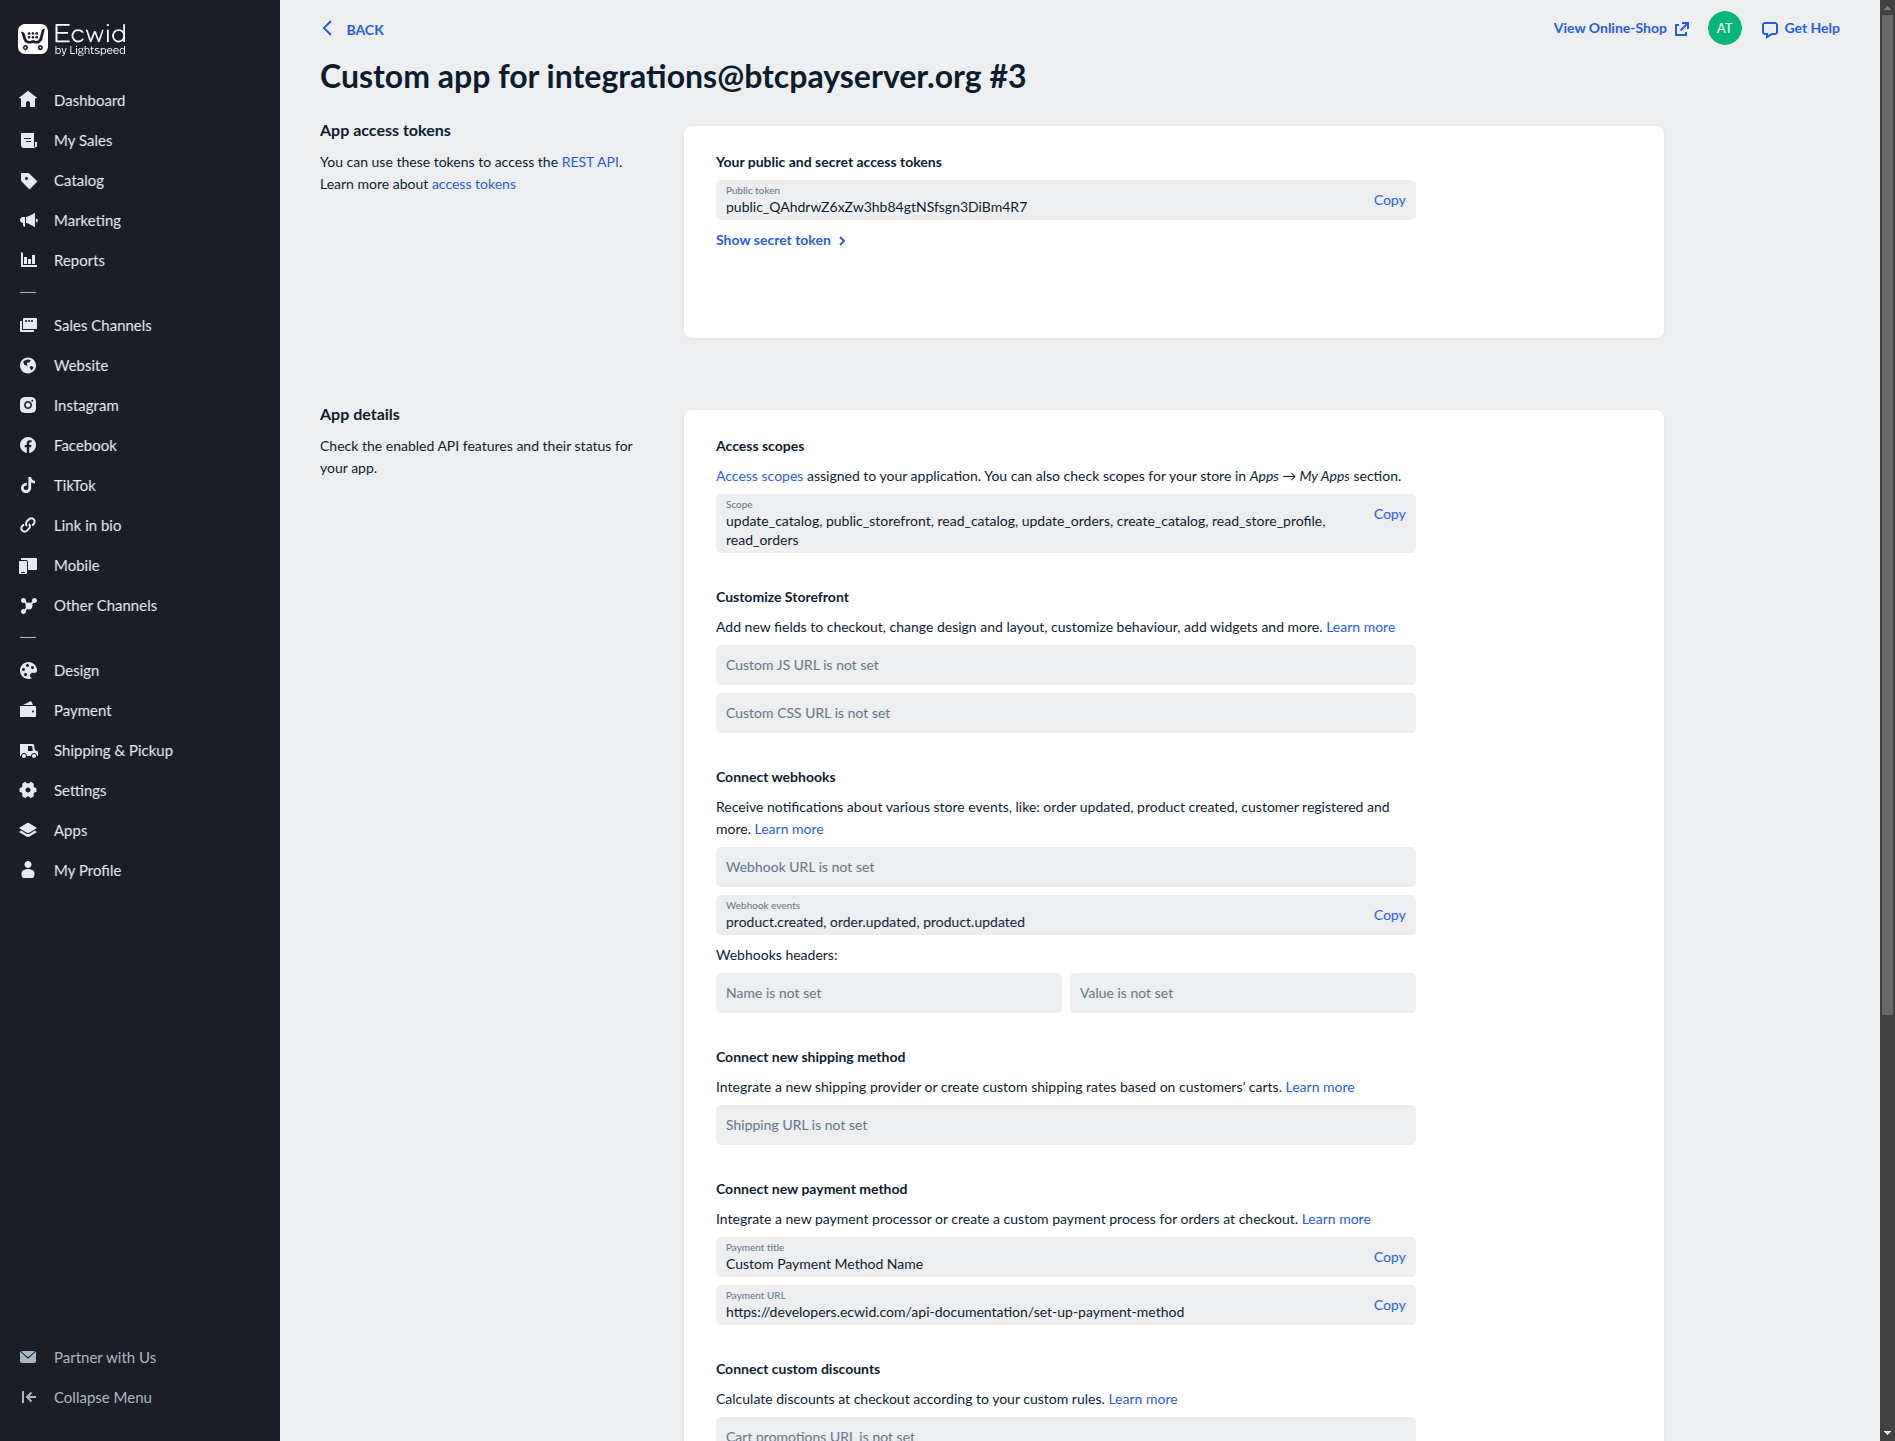 Ecwid
by Lightspeed
Dashboard
My Sales
Catalog
Marketing
Reports
Sales Channels
Website
Instagram
Facebook
TikTok
Link in bio
Mobile
Other Channels
Design
Payment
Shipping & Pickup
Settings
Apps
My Profile
Partner with Us
Collapse Menu
BACK
View Online-Shop
AT
Get Help
Custom app for integrations@btcpayserver.org #3
App access tokens
You can use these tokens to access the REST API.
Learn more about access tokens
Your public and secret access tokens
Public token
public_QAhdrwZ6xZw3hb84gtNSfsgn3DiBm4R7
Copy
Show secret token
App details
Check the enabled API features and their status for
your app.
Access scopes
Access scopes assigned to your application. You can also check scopes for your store in Apps → My Apps section.
Scope
update_catalog, public_storefront, read_catalog, update_orders, create_catalog, read_store_profile,
read_orders
Copy
Customize Storefront
Add new fields to checkout, change design and layout, customize behaviour, add widgets and more. Learn more
Custom JS URL is not set
Custom CSS URL is not set
Connect webhooks
Receive notifications about various store events, like: order updated, product created, customer registered and
more. Learn more
Webhook URL is not set
Webhook events
product.created, order.updated, product.updated
Copy
Webhooks headers:
Name is not set
Value is not set
Connect new shipping method
Integrate a new shipping provider or create custom shipping rates based on customers' carts. Learn more
Shipping URL is not set
Connect new payment method
Integrate a new payment processor or create a custom payment process for orders at checkout. Learn more
Payment title
Custom Payment Method Name
Copy
Payment URL
https://developers.ecwid.com/api-documentation/set-up-payment-method
Copy
Connect custom discounts
Calculate discounts at checkout according to your custom rules. Learn more
Cart promotions URL is not set